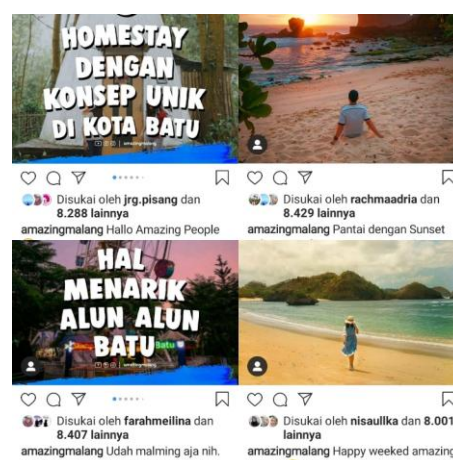 HOMESTAY
DENGAN
KONSEP UNIK
DI KOTA BATU
amazingmalang
Disukai oleh jrg.pisang dan
8.288 lainnya
amazingmalang Hallo Amazing People
Disukai oleh rachmaadria dan
8.429 lainnya
amazingmalang Pantai dengan Sunset
HAL
MENARIK
ALUN ALUN
BATU
Batu
amazingmalang
Disukai oleh farahmeilina dan
8.407 lainnya
amazingmalang Udah malming aja nih.
Disukai oleh nisaullka dan 8.001
lainnya
amazingmalang Happy weeked amazing